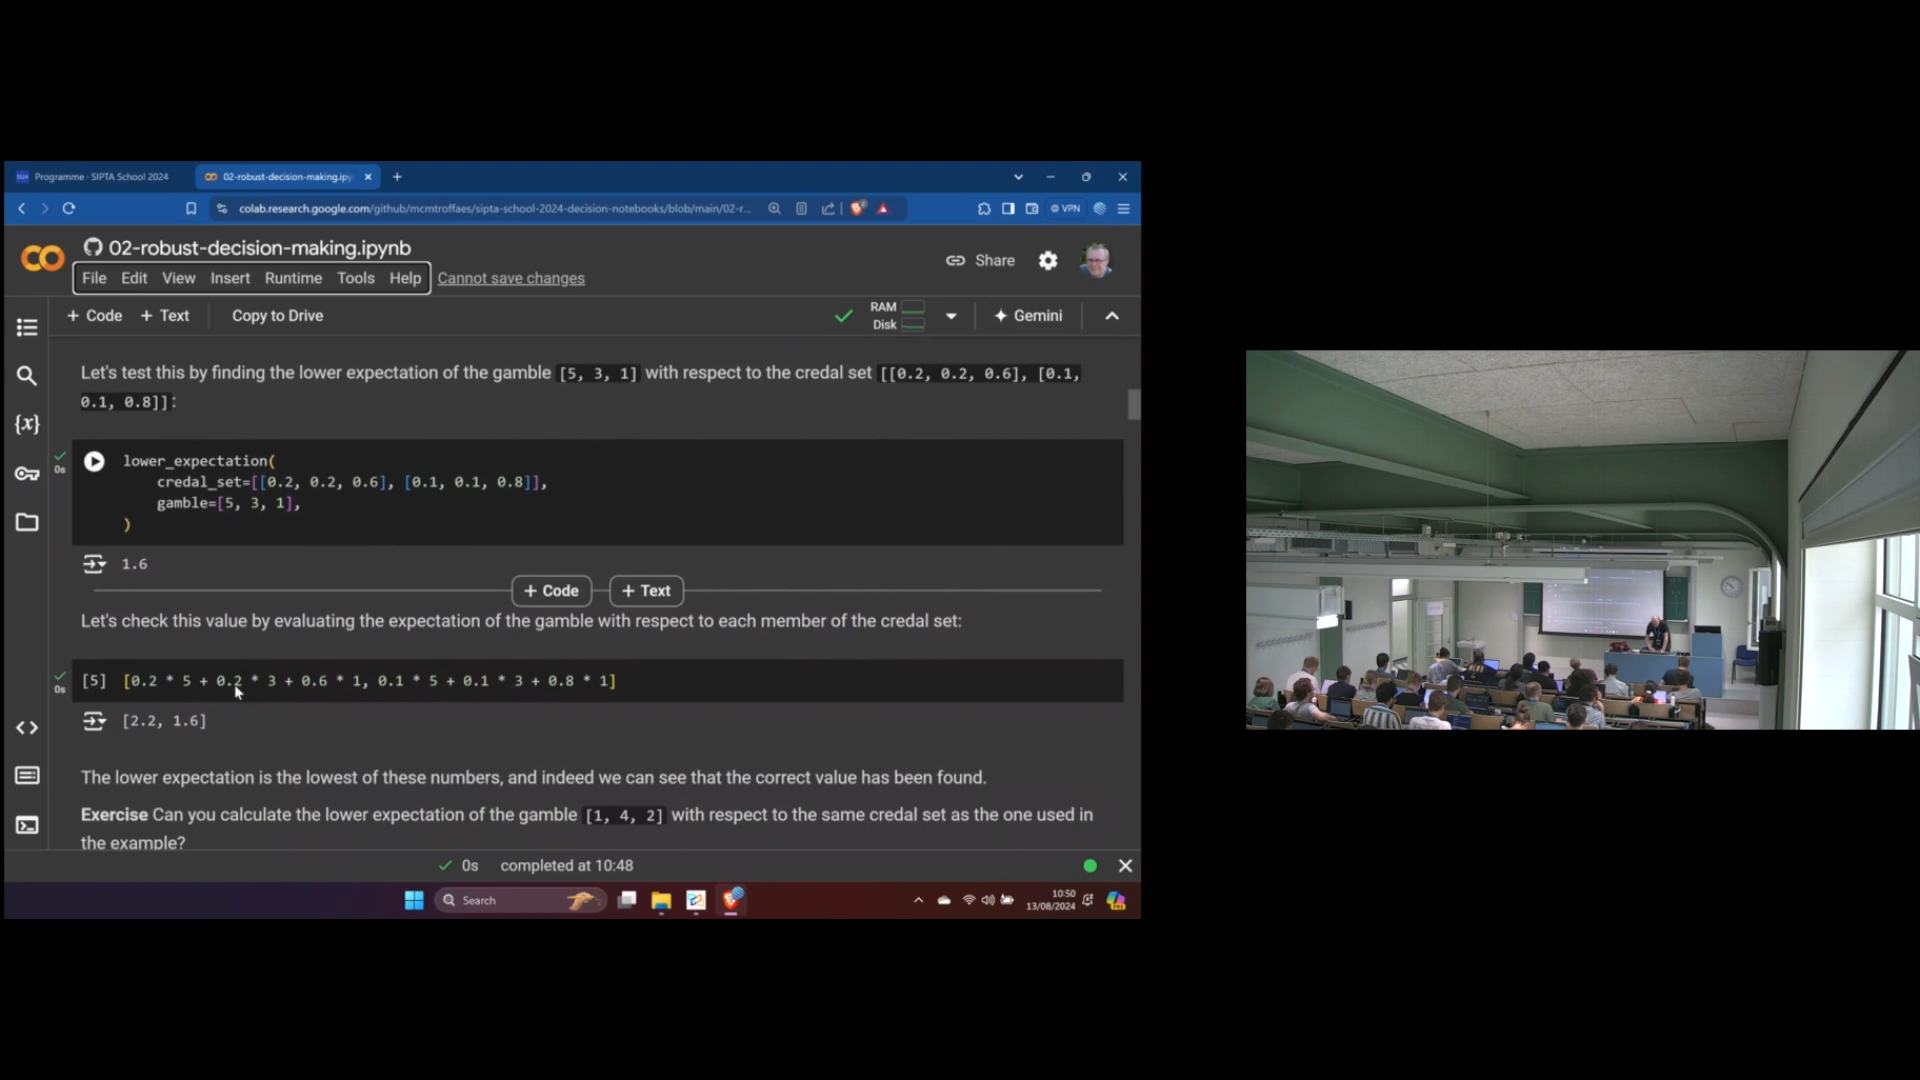 Programme - SIPTA School 2024
02-robust-decision-making.ipy
colab.research.google.com/github/mcmtroffaes/sipta-school-2024-decision-notebooks/blob/main/02-r...
VPN
02-robust-decision-making.ipynb
File Edit View Insert Runtime Tools Help Cannot save changes
Share
+ Code + Text Copy to Drive
RAM
Disk
Gemini
Let's test this by finding the lower expectation of the gamble [5, 3, 1] with respect to the credal set [[0.2, 0.2, 0.6], [0.1,
0.1, 0.8]]:
0s
lower_expectation(
credal_set=[[0.2, 0.2, 0.6], [0.1, 0.1, 0.8]],
gamble=[5, 3, 1],
)
1.6
+ Code + Text
Let's check this value by evaluating the expectation of the gamble with respect to each member of the credal set:
0s
[5] [0.2 * 5 + 0.2 * 3 + 0.6 * 1, 0.1 * 5 + 0.1 * 3 + 0.8 * 1]
[2.2, 1.6]
The lower expectation is the lowest of these numbers, and indeed we can see that the correct value has been found.
Exercise Can you calculate the lower expectation of the gamble [1, 4, 2] with respect to the same credal set as the one used in
the example?
0s completed at 10:48
Search
10:50
13/08/2024